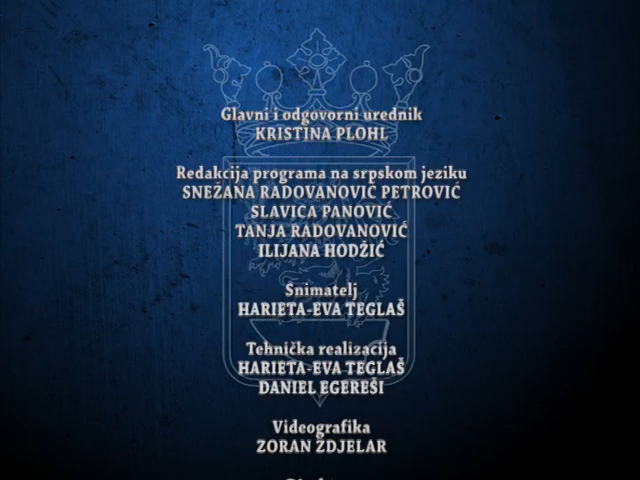 Glavni i odgovorni urednik
KRISTINA PLOHL
Redakcija programa na srpskom jeziku
SNEŽANA RADOVANOVIĆ PETROVIĆ
SLAVICA PANOVIĆ
TANJA RADOVANOVIĆ
ILIJANA HODŽIĆ
Snimatelj
HARIETA-EVA TEGLAŠ
Tehnička realizacija
HARIETA-EVA TEGLAŠ
DANIEL EGEREŠI
Videografika
ZORAN ZDJELAR